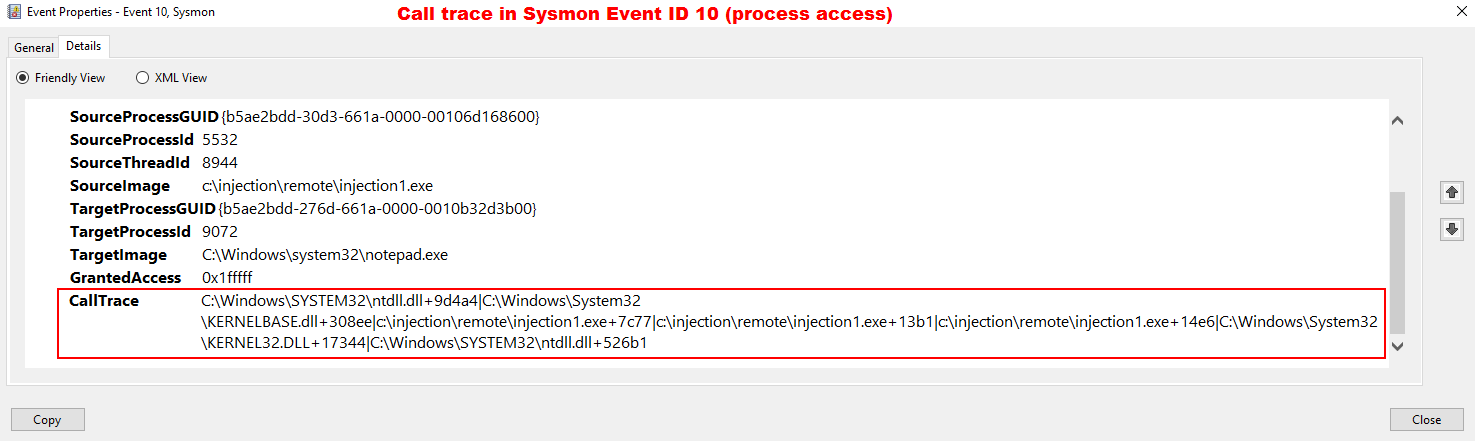 Event Properties - Event 10, Sysmon
Call trace in Sysmon Event ID 10 (process access)
General Details
Friendly View XML View
SourceProcessGUID {b5ae2bdd-30d3-661a-0000-00106d168600}
SourceProcessId 5532
SourceThreadId 8944
SourceImage c:\injection\remote\injection1.exe
TargetProcessGUID {b5ae2bdd-276d-661a-0000-0010b32d3b00}
TargetProcessId 9072
TargetImage C:\Windows\system32\notepad.exe
GrantedAccess 0x1fffff
CallTrace C:\Windows\SYSTEM32\ntdll.dll+9d4a4|C:\Windows\System32
\KERNELBASE.dll+308ee|c:\injection\remote\injection1.exe+7c77|c:\injection\remote\injection1.exe+13b1|c:\injection\remote\injection1.exe+14e6|C:\Windows\System32
\KERNEL32.DLL+17344|C:\Windows\SYSTEM32\ntdll.dll+526b1
Copy Close